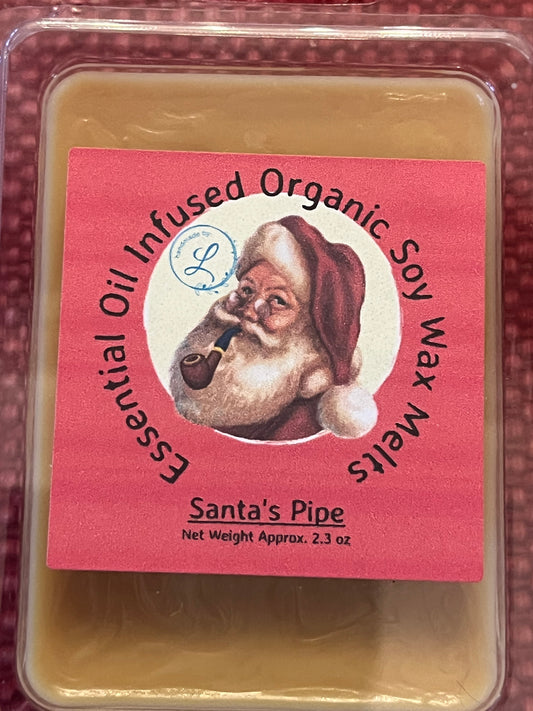 Essential Oil Infused Organic Soy Wax Melts
handmade by:
L
Santa's Pipe
Net Weight Approx. 2.3 oz